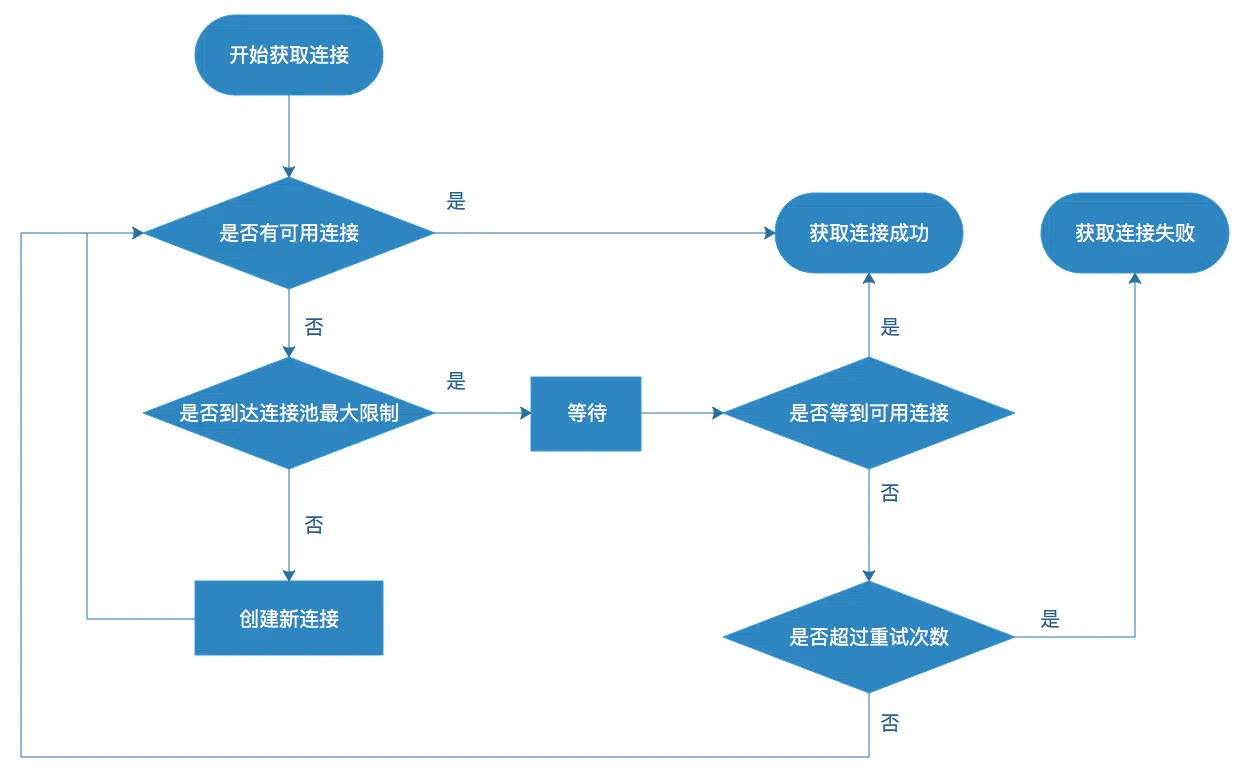 开始获取连接
是否有可用连接
是
获取连接成功
获取连接失败
否
是
是否到达连接池最大限制
是
等待
是否等到可用连接
否
否
创建新连接
是否超过重试次数
是
否